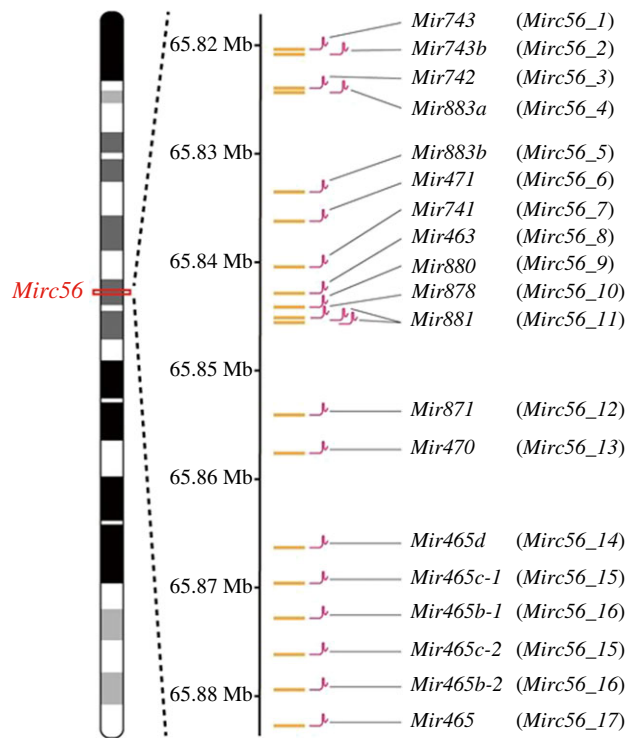 Mir743 (Mirc56_1)
65.82 Mb
Mir743b (Mirc56_2)
Mir742 (Mirc56_3)
Mir883a (Mirc56_4)
65.83 Mb
Mir883b (Mirc56_5)
Mir471 (Mirc56_6)
Mir741 (Mirc56_7)
Mir463 (Mirc56_8)
65.84 Mb
Mir880 (Mirc56_9)
Mirc56
Mir878 (Mirc56_10)
Mir881 (Mirc56_11)
65.85 Mb
Mir871 (Mirc56_12)
Mir470 (Mirc56_13)
65.86 Mb
Mir465d (Mirc56_14)
Mir465c-1 (Mirc56_15)
65.87 Mb
Mir465b-1 (Mirc56_16)
Mir465c-2 (Mirc56_15)
Mir465b-2 (Mirc56_16)
65.88 Mb
Mir465 (Mirc56_17)